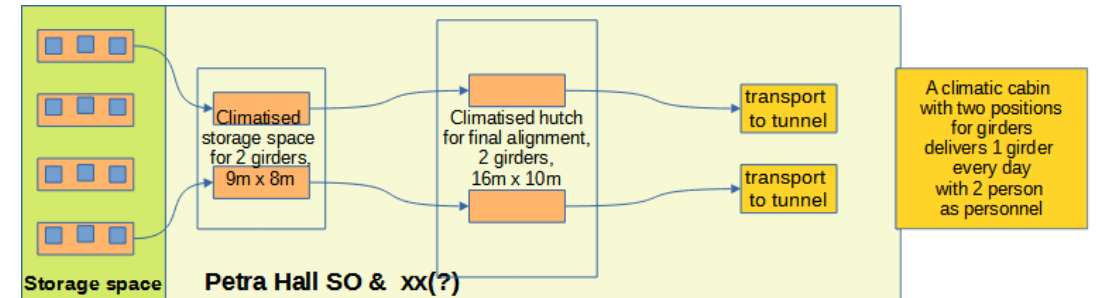 Climatised
storage space
for 2 girders,
9m x 8m
Climatised hutch
for final alignment,
2 girders,
16m x 10m
transport
to tunnel
transport
to tunnel
A climatic cabin
with two positions
for girders
delivers 1 girder
every day
with 2 person
as personnel
Storage space
Petra Hall SO & xx(?)